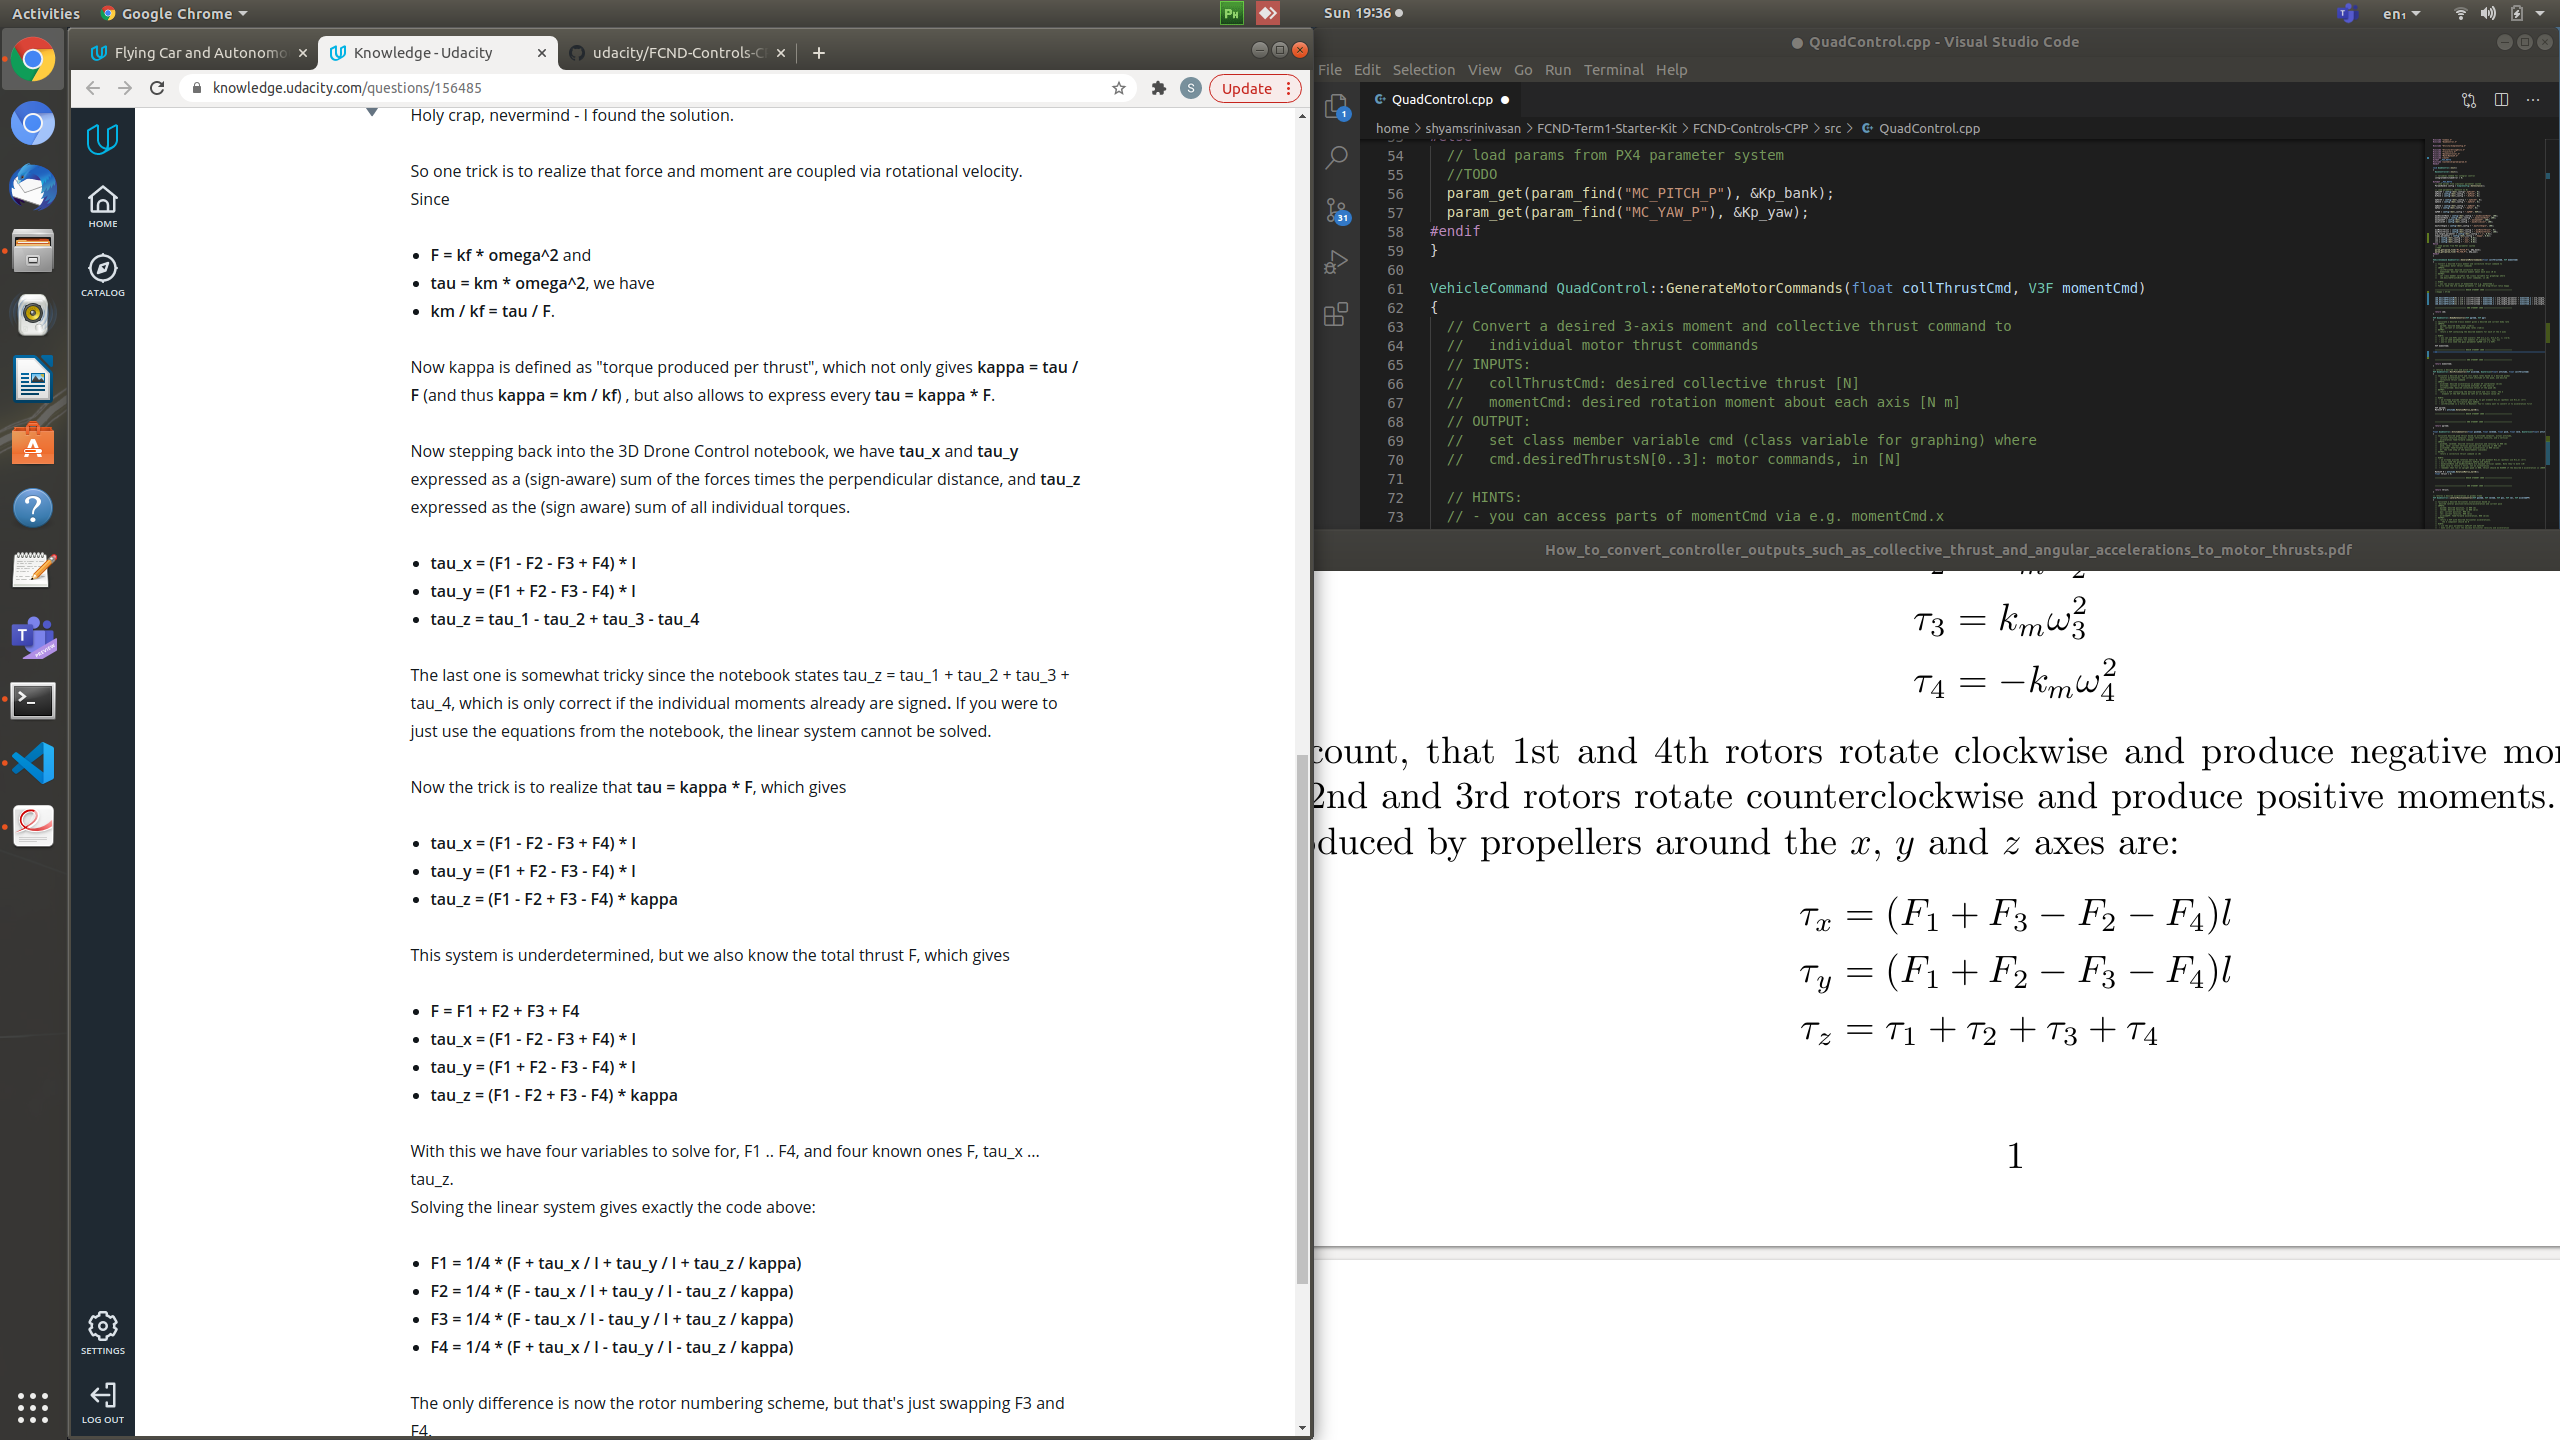 Activities
Google Chrome
Sun 19:36
en₁
Flying Car and Autonomo
Knowledge - Udacity
udacity/FCND-Controls-C
knowledge.udacity.com/questions/156485
S
Update
HOME
CATALOG
SETTINGS
LOG OUT
Holy crap, nevermind - I found the solution.
So one trick is to realize that force and moment are coupled via rotational velocity.
Since
• F = kf * omega^2 and
• tau = km * omega^2, we have
• km / kf = tau / F.
Now kappa is defined as "torque produced per thrust", which not only gives kappa = tau /
F (and thus kappa = km / kf) , but also allows to express every tau = kappa * F.
Now stepping back into the 3D Drone Control notebook, we have tau_x and tau_y
expressed as a (sign-aware) sum of the forces times the perpendicular distance, and tau_z
expressed as the (sign aware) sum of all individual torques.
• tau_x = (F1 - F2 - F3 + F4) * l
• tau_y = (F1 + F2 - F3 - F4) * l
• tau_z = tau_1 - tau_2 + tau_3 - tau_4
The last one is somewhat tricky since the notebook states tau_z = tau_1 + tau_2 + tau_3 +
tau_4, which is only correct if the individual moments already are signed. If you were to
just use the equations from the notebook, the linear system cannot be solved.
Now the trick is to realize that tau = kappa * F, which gives
• tau_x = (F1 - F2 - F3 + F4) * l
• tau_y = (F1 + F2 - F3 - F4) * l
• tau_z = (F1 - F2 + F3 - F4) * kappa
This system is underdetermined, but we also know the total thrust F, which gives
• F = F1 + F2 + F3 + F4
• tau_x = (F1 - F2 - F3 + F4) * l
• tau_y = (F1 + F2 - F3 - F4) * l
• tau_z = (F1 - F2 + F3 - F4) * kappa
With this we have four variables to solve for, F1 .. F4, and four known ones F, tau_x ...
tau_z.
Solving the linear system gives exactly the code above:
• F1 = 1/4 * (F + tau_x / l + tau_y / l + tau_z / kappa)
• F2 = 1/4 * (F - tau_x / l + tau_y / l - tau_z / kappa)
• F3 = 1/4 * (F - tau_x / l - tau_y / l + tau_z / kappa)
• F4 = 1/4 * (F + tau_x / l - tau_y / l - tau_z / kappa)
The only difference is now the rotor numbering scheme, but that's just swapping F3 and
F4.
● QuadControl.cpp - Visual Studio Code
File Edit Selection View Go Run Terminal Help
QuadControl.cpp ●
home > shyamsrinivasan > FCND-Term1-Starter-Kit > FCND-Controls-CPP > src > QuadControl.cpp
1
31
53 #else
54 // load params from PX4 parameter system
55 //TODO
56 param_get(param_find("MC_PITCH_P"), &Kp_bank);
57 param_get(param_find("MC_YAW_P"), &Kp_yaw);
58 #endif
59 }
60
61 VehicleCommand QuadControl::GenerateMotorCommands(float collThrustCmd, V3F momentCmd)
62 {
63 // Convert a desired 3-axis moment and collective thrust command to
64 //   individual motor thrust commands
65 // INPUTS:
66 //   collThrustCmd: desired collective thrust [N]
67 //   momentCmd: desired rotation moment about each axis [N m]
68 // OUTPUT:
69 //   set class member variable cmd (class variable for graphing) where
70 //   cmd.desiredThrustsN[0..3]: motor commands, in [N]
71
72 // HINTS:
73 // - you can access parts of momentCmd via e.g. momentCmd.x
How_to_convert_controller_outputs_such_as_collective_thrust_and_angular_accelerations_to_motor_thrusts.pdf
τ₃ = kₘω₃²
τ₄ = −kₘω₄²
count, that 1st and 4th rotors rotate clockwise and produce negative mo
2nd and 3rd rotors rotate counterclockwise and produce positive moments.
duced by propellers around the x, y and z axes are:
τₓ = (F₁ + F₃ − F₂ − F₄)l
τ_y = (F₁ + F₂ − F₃ − F₄)l
τ_z = τ₁ + τ₂ + τ₃ + τ₄
1